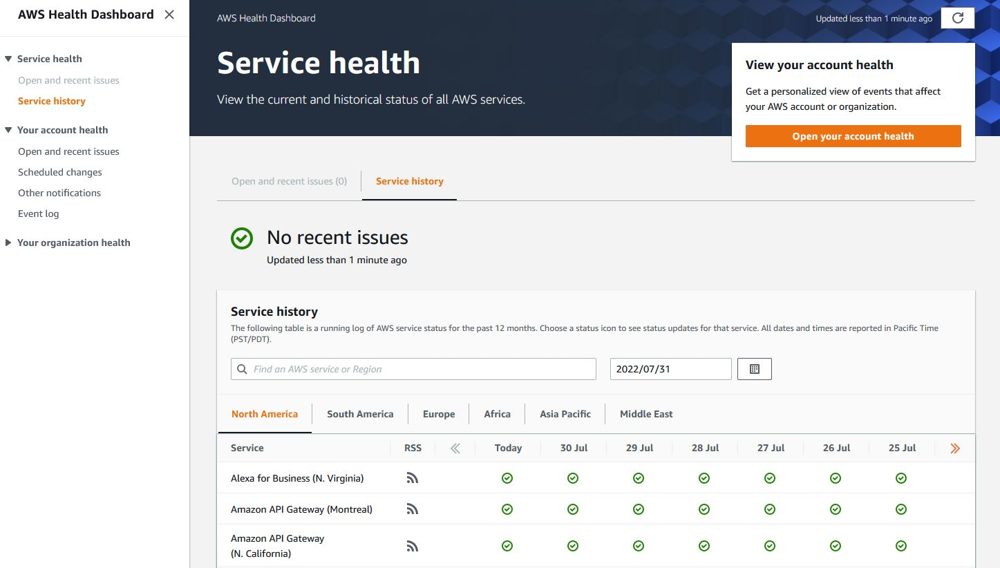 AWS Health Dashboard
Service health
Open and recent issues
Service history
Your account health
Open and recent issues
Scheduled changes
Other notifications
Event log
Your organization health
AWS Health Dashboard
Updated less than 1 minute ago
Service health
View the current and historical status of all AWS services.
View your account health
Get a personalized view of events that affect
your AWS account or organization.
Open your account health
Open and recent issues (0)
Service history
No recent issues
Updated less than 1 minute ago
Service history
The following table is a running log of AWS service status for the past 12 months. Choose a status icon to see status updates for that service. All dates and times are reported in Pacific Time
(PST/PDT).
Find an AWS service or Region
2022/07/31
North America South America Europe Africa Asia Pacific Middle East
Service RSS Today 30 Jul 29 Jul 28 Jul 27 Jul 26 Jul 25 Jul
Alexa for Business (N. Virginia)
Amazon API Gateway (Montreal)
Amazon API Gateway
(N. California)